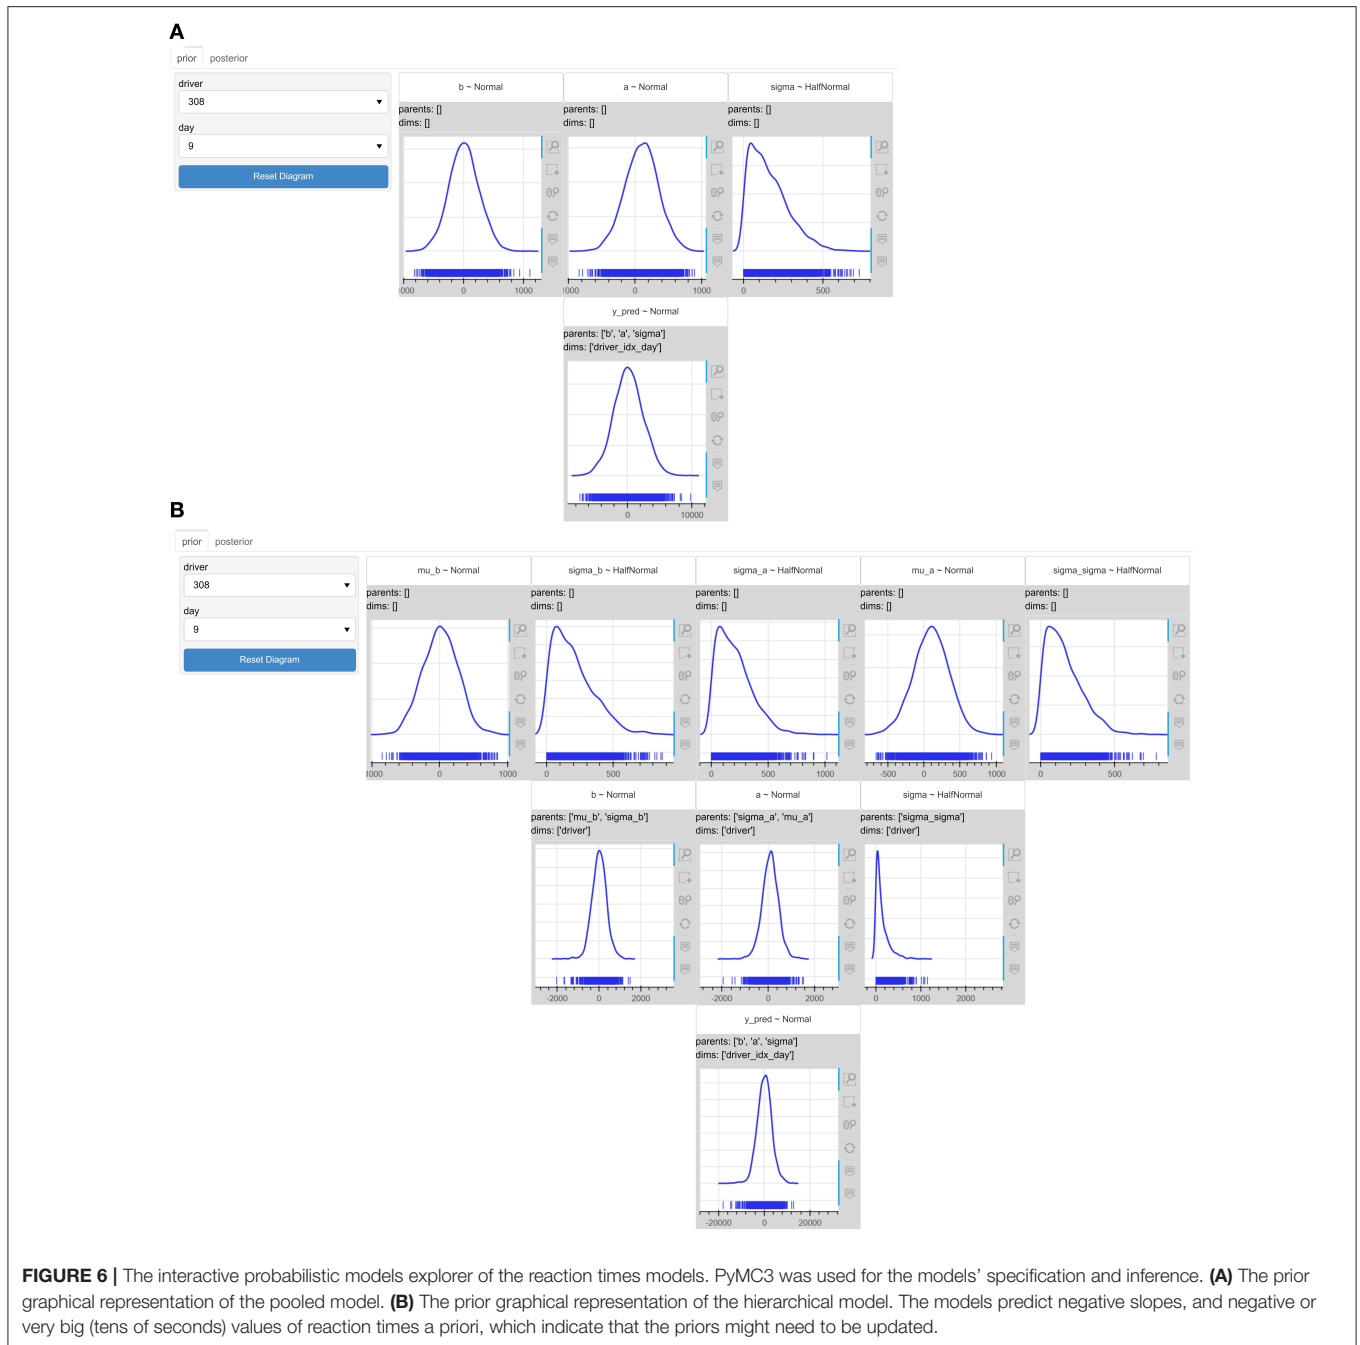 A
prior posterior
driver
308
day
9
Reset Diagram
b ~ Normal
parents: []
dims: []
000 0 1000
a ~ Normal
parents: []
dims: []
000 0 1000
sigma ~ HalfNormal
parents: []
dims: []
0 500
y_pred ~ Normal
parents: ['b', 'a', 'sigma']
dims: ['driver_idx_day']
0 10000
B
prior posterior
driver
308
day
9
Reset Diagram
mu_b ~ Normal
parents: []
dims: []
1000 0 1000
sigma_b ~ HalfNormal
parents: []
dims: []
0 500
sigma_a ~ HalfNormal
parents: []
dims: []
0 500 1000
mu_a ~ Normal
parents: []
dims: []
-500 0 500 1000
sigma_sigma ~ HalfNormal
parents: []
dims: []
0 500
b ~ Normal
parents: ['mu_b', 'sigma_b']
dims: ['driver']
-2000 0 2000
a ~ Normal
parents: ['sigma_a', 'mu_a']
dims: ['driver']
-2000 0 2000
sigma ~ HalfNormal
parents: ['sigma_sigma']
dims: ['driver']
0 2000
y_pred ~ Normal
parents: ['b', 'a', 'sigma']
dims: ['driver_idx_day']
-20000 0 20000
FIGURE 6 | The interactive probabilistic models explorer of the reaction times models. PyMC3 was used for the models' specification and inference. (A) The prior
graphical representation of the pooled model. (B) The prior graphical representation of the hierarchical model. The models predict negative slopes, and negative or
very big (tens of seconds) values of reaction times a priori, which indicate that the priors might need to be updated.